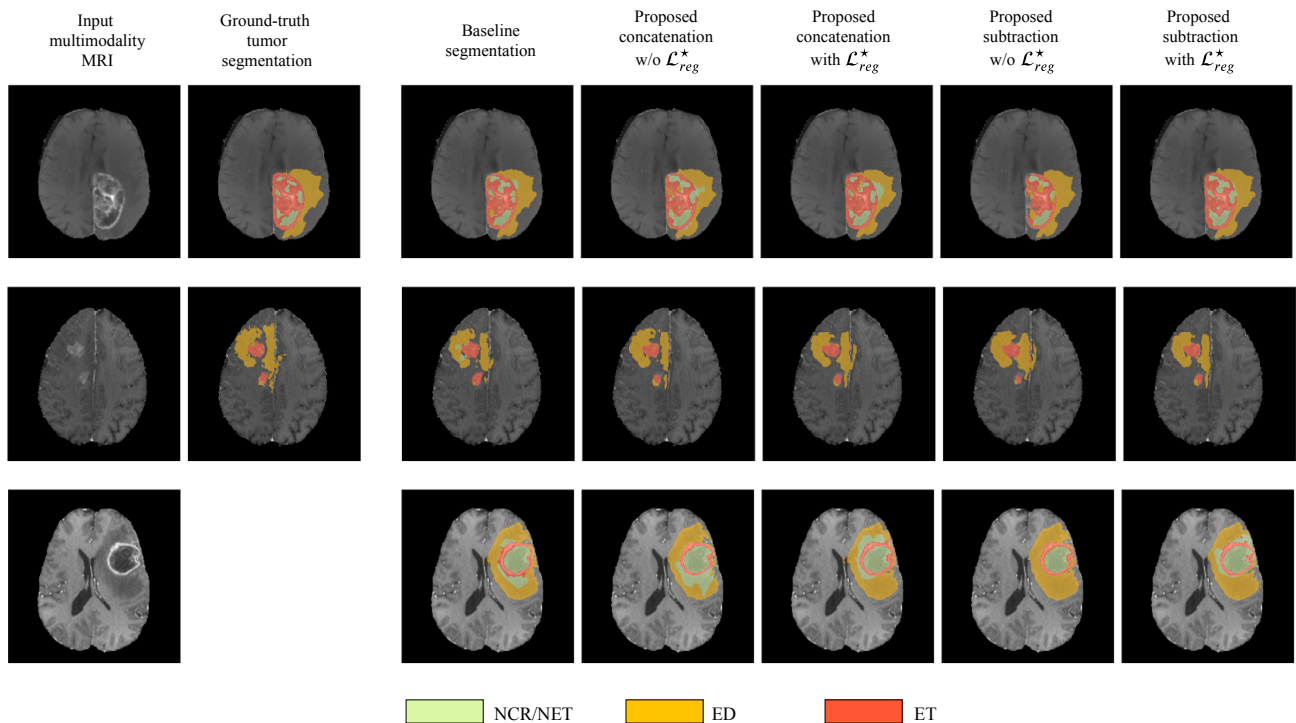 Input
multimodality
MRI
Ground-truth
tumor
segmentation
Baseline
segmentation
Proposed
concatenation
w/o ℒ⋆reg
Proposed
concatenation
with ℒ⋆reg
Proposed
subtraction
w/o ℒ⋆reg
Proposed
subtraction
with ℒ⋆reg
NCR/NET
ED
ET